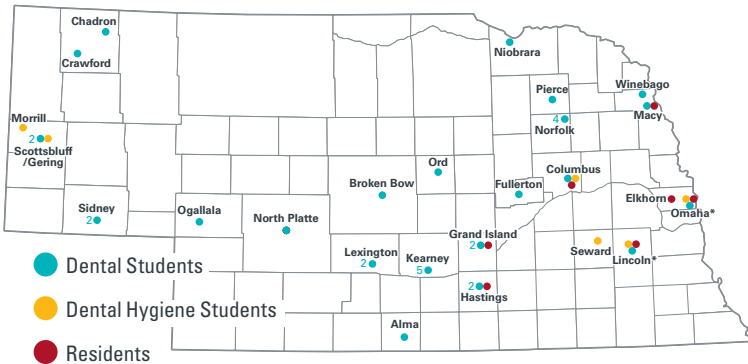 Chadron
Crawford
Niobrara
Pierce
Winebago
Macy
4
Norfolk
Morrill
2
Scottsbluff
/Gering
Ord
Broken Bow
Fullerton
Columbus
Elkhorn
Omaha*
Sidney
2
Ogallala
North Platte
Grand Island
2
Seward
Lincoln*
Lexington
2
Kearney
5
2
Hastings
Alma
Dental Students
Dental Hygiene Students
Residents